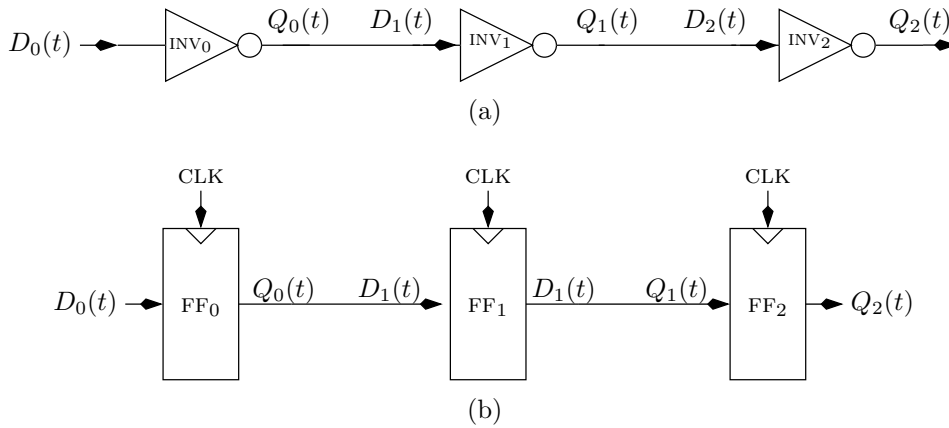 Q₀(t) D₁(t) Q₁(t) D₂(t) Q₂(t)
D₀(t) INV₀ INV₁ INV₂
(a)
CLK CLK CLK
Q₀(t) D₁(t) D₁(t) Q₁(t)
D₀(t) FF₀ FF₁ FF₂ Q₂(t)
(b)